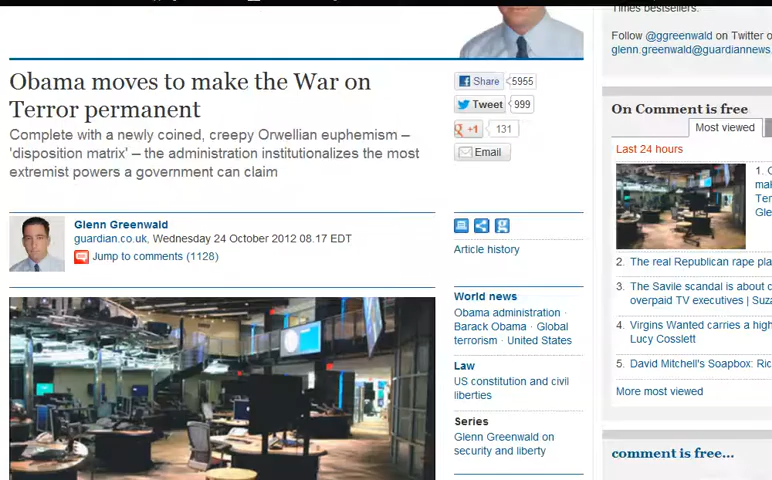 Times bestsellers.
Follow @ggreenwald on Twitter o
glenn.greenwald@guardiannews.
Obama moves to make the War on
Terror permanent
Complete with a newly coined, creepy Orwellian euphemism –
'disposition matrix' – the administration institutionalizes the most
extremist powers a government can claim
Share 5955
Tweet 999
+1 131
Email
Glenn Greenwald
guardian.co.uk, Wednesday 24 October 2012 08.17 EDT
Jump to comments (1128)
Article history
World news
Obama administration ·
Barack Obama · Global
terrorism · United States
Law
US constitution and civil
liberties
Series
Glenn Greenwald on
security and liberty
On Comment is free
Most viewed
Last 24 hours
1. O
mak
Terr
Gle
2. The real Republican rape pla
3. The Savile scandal is about o
overpaid TV executives | Suza
4. Virgins Wanted carries a high
Lucy Cosslett
5. David Mitchell's Soapbox: Ric
More most viewed
comment is free...